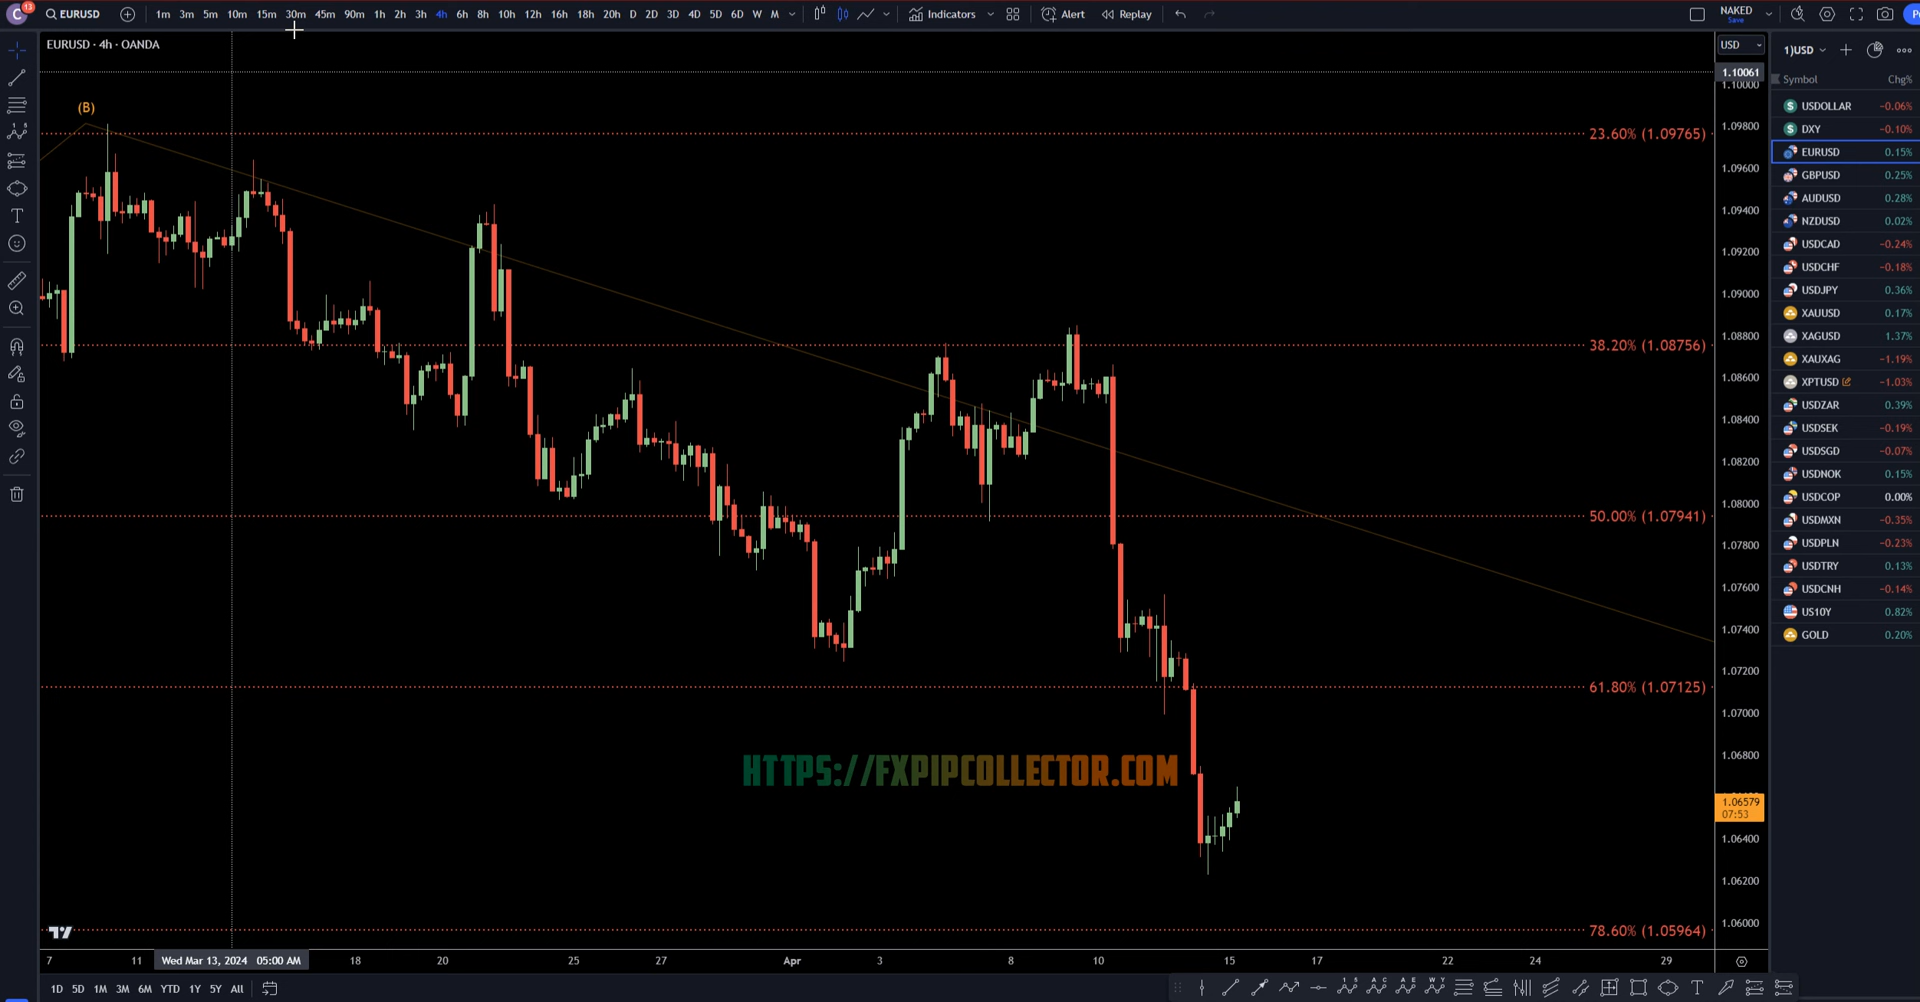 C 13 EURUSD 1m 3m 5m 10m 15m 30m 45m 90m 1h 2h 3h 4h 6h 8h 10h 12h 16h 18h 20h D 2D 3D 4D 5D 6D W M Indicators Alert Replay NAKED
Save
EURUSD · 4h · OANDA
USD
1)USD
1.10061
Symbol Chg%
1.10000
(B)
23.60% (1.09765)
38.20% (1.08756)
50.00% (1.07941)
61.80% (1.07125)
78.60% (1.05964)
HTTPS://FXPIPCOLLECTOR.COM
1.09800
1.09600
1.09400
1.09200
1.09000
1.08800
1.08600
1.08400
1.08200
1.08000
1.07800
1.07600
1.07400
1.07200
1.07000
1.06800
1.06579
07:53
1.06400
1.06200
1.06000
USDOLLAR −0.06%
DXY −0.10%
EURUSD 0.15%
GBPUSD 0.25%
AUDUSD 0.28%
NZDUSD 0.02%
USDCAD −0.24%
USDCHF −0.18%
USDJPY 0.36%
XAUUSD 0.17%
XAGUSD 1.37%
XAUXAG −1.19%
XPTUSD −1.03%
USDZAR 0.39%
USDSEK −0.19%
USDSGD −0.07%
USDNOK 0.15%
USDCOP 0.00%
USDMXN −0.35%
USDPLN −0.23%
USDTRY 0.13%
USDCNH −0.14%
US10Y 0.82%
GOLD 0.20%
7 11 Wed Mar 13, 2024 05:00 AM 18 20 25 27 Apr 3 8 10 15 17 22 24 29
1D 5D 1M 3M 6M YTD 1Y 5Y All